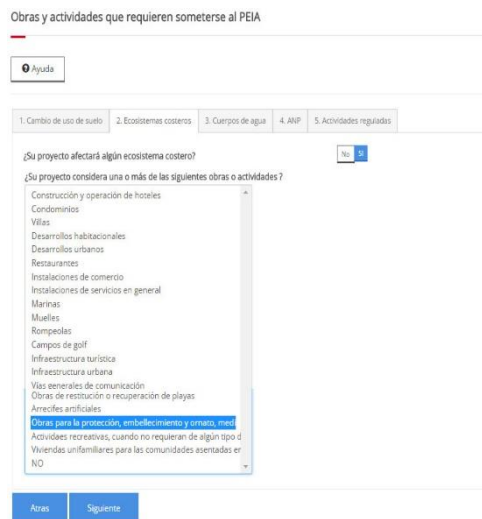 Obras y actividades que requieren someterse al PEIA
Ayuda
1. Cambio de uso de suelo 2. Ecosistemas costeros 3. Cuerpos de agua 4. ANP 5. Actividades reguladas
¿Su proyecto afectará algún ecosistema costero? No SI
¿Su proyecto considera una o más de las siguientes obras o actividades ?
Construcción y operación de hoteles
Condominios
Villas
Desarrollos habitacionales
Desarrollos urbanos
Restaurantes
Instalaciones de comercio
Instalaciones de servicios en general
Marinas
Muelles
Rompeolas
Campos de golf
Infraestructura turística
Infraestructura urbana
Vías generales de comunicación
Obras de restitución o recuperación de playas
Arrecifes artificiales
Obras para la protección, embellecimiento y ornato, medi
Actividaes recreativas, cuando no requieran de algún tipo d
Viviendas unifamiliares para las comunidades asentadas er
NO
Atras Siguiente